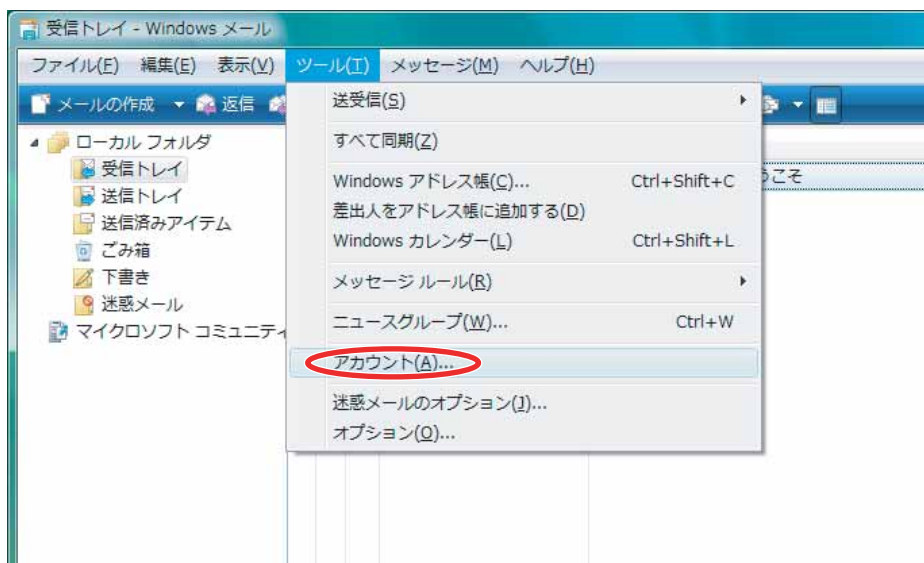 受信トレイ - Windows メール
ファイル(F) 編集(E) 表示(V) ツール(T) メッセージ(M) ヘルプ(H)
メールの作成 返信
ローカル フォルダ
受信トレイ
送信トレイ
送信済みアイテム
ごみ箱
下書き
迷惑メール
マイクロソフト コミュニティ
送受信(S)
すべて同期(Z)
Windows アドレス帳(C)... Ctrl+Shift+C
差出人をアドレス帳に追加する(D)
Windows カレンダー(L) Ctrl+Shift+L
メッセージ ルール(R)
ニュースグループ(W)... Ctrl+W
アカウント(A)...
迷惑メールのオプション(J)...
オプション(O)...
うこそ